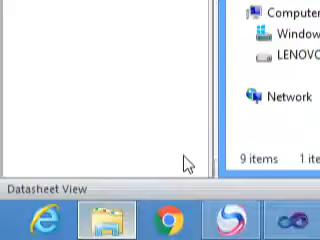 Computer
Window
LENOVO
Network
9 items 1 ite
Datasheet View